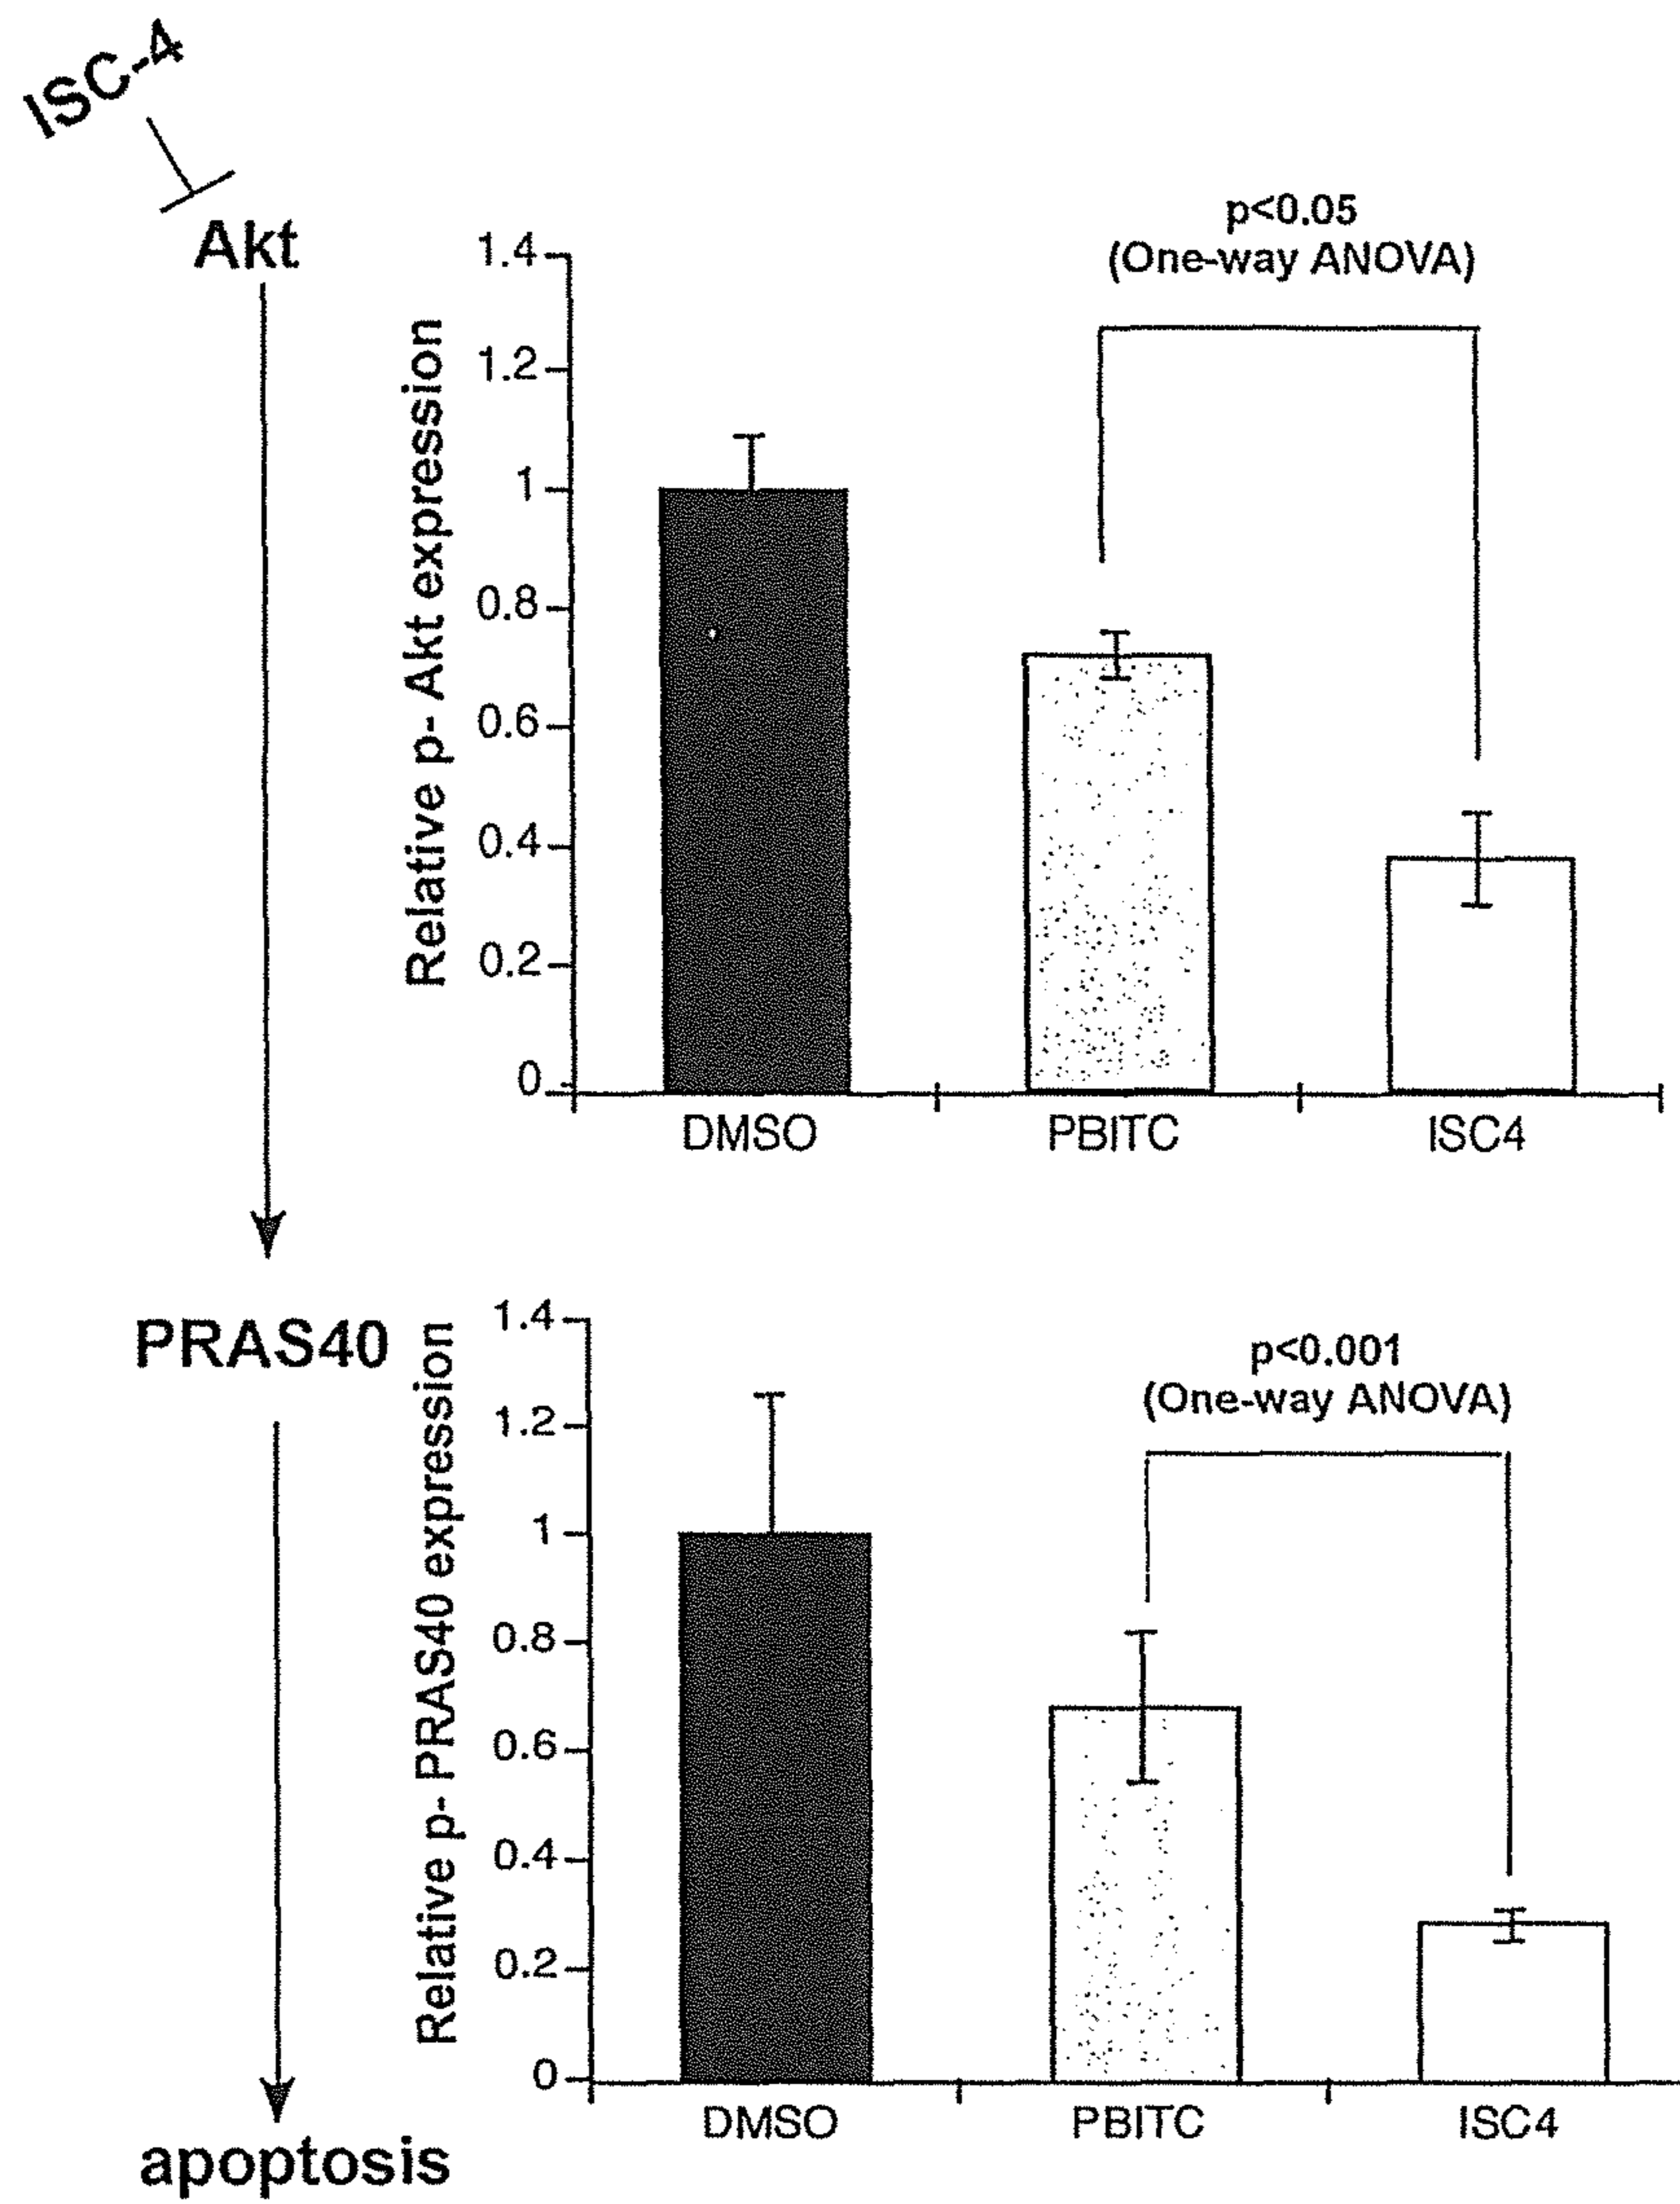 ISC-4
Akt
p<0.05
(One-way ANOVA)
Relative p- Akt expression
1.4
1.2
1
0.8
0.6
0.4
0.2
0
DMSO
PBITC
ISC4
PRAS40
p<0.001
(One-way ANOVA)
Relative p- PRAS40 expression
1.4
1.2
1
0.8
0.6
0.4
0.2
0
DMSO
PBITC
ISC4
apoptosis